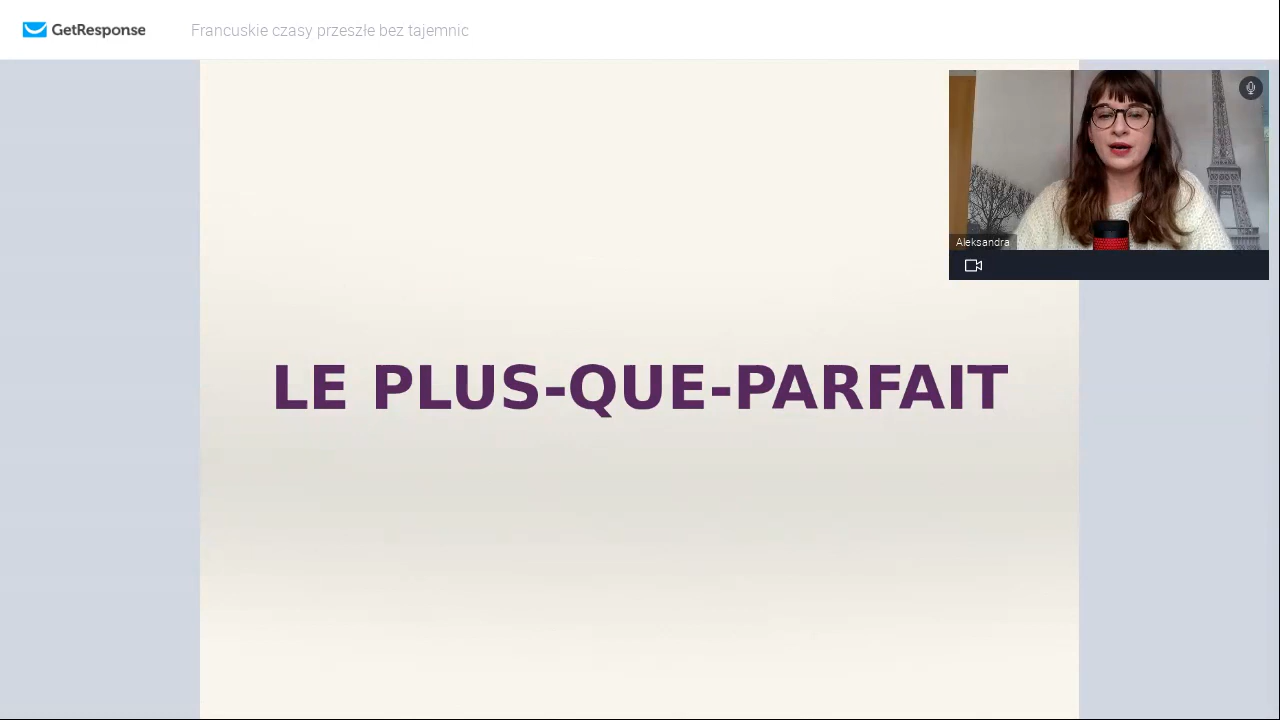 GetResponse
Francuskie czasy przeszłe bez tajemnic
Aleksandra
LE PLUS-QUE-PARFAIT